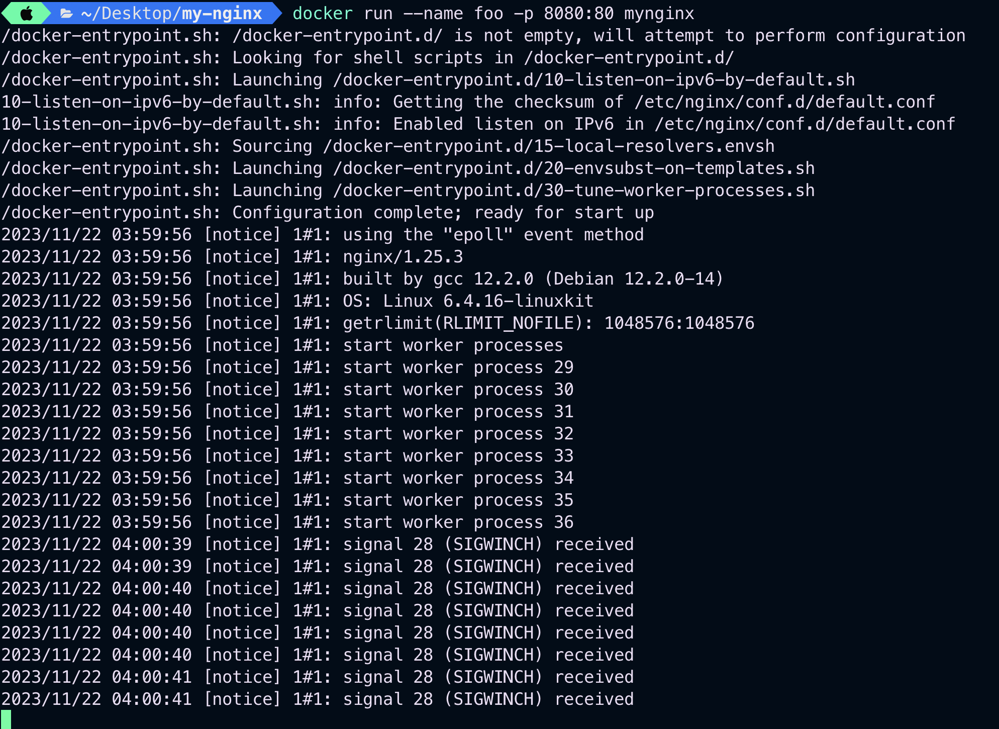 ~/Desktop/my-nginx docker run --name foo -p 8080:80 mynginx
/docker-entrypoint.sh: /docker-entrypoint.d/ is not empty, will attempt to perform configuration
/docker-entrypoint.sh: Looking for shell scripts in /docker-entrypoint.d/
/docker-entrypoint.sh: Launching /docker-entrypoint.d/10-listen-on-ipv6-by-default.sh
10-listen-on-ipv6-by-default.sh: info: Getting the checksum of /etc/nginx/conf.d/default.conf
10-listen-on-ipv6-by-default.sh: info: Enabled listen on IPv6 in /etc/nginx/conf.d/default.conf
/docker-entrypoint.sh: Sourcing /docker-entrypoint.d/15-local-resolvers.envsh
/docker-entrypoint.sh: Launching /docker-entrypoint.d/20-envsubst-on-templates.sh
/docker-entrypoint.sh: Launching /docker-entrypoint.d/30-tune-worker-processes.sh
/docker-entrypoint.sh: Configuration complete; ready for start up
2023/11/22 03:59:56 [notice] 1#1: using the "epoll" event method
2023/11/22 03:59:56 [notice] 1#1: nginx/1.25.3
2023/11/22 03:59:56 [notice] 1#1: built by gcc 12.2.0 (Debian 12.2.0-14)
2023/11/22 03:59:56 [notice] 1#1: OS: Linux 6.4.16-linuxkit
2023/11/22 03:59:56 [notice] 1#1: getrlimit(RLIMIT_NOFILE): 1048576:1048576
2023/11/22 03:59:56 [notice] 1#1: start worker processes
2023/11/22 03:59:56 [notice] 1#1: start worker process 29
2023/11/22 03:59:56 [notice] 1#1: start worker process 30
2023/11/22 03:59:56 [notice] 1#1: start worker process 31
2023/11/22 03:59:56 [notice] 1#1: start worker process 32
2023/11/22 03:59:56 [notice] 1#1: start worker process 33
2023/11/22 03:59:56 [notice] 1#1: start worker process 34
2023/11/22 03:59:56 [notice] 1#1: start worker process 35
2023/11/22 03:59:56 [notice] 1#1: start worker process 36
2023/11/22 04:00:39 [notice] 1#1: signal 28 (SIGWINCH) received
2023/11/22 04:00:39 [notice] 1#1: signal 28 (SIGWINCH) received
2023/11/22 04:00:40 [notice] 1#1: signal 28 (SIGWINCH) received
2023/11/22 04:00:40 [notice] 1#1: signal 28 (SIGWINCH) received
2023/11/22 04:00:40 [notice] 1#1: signal 28 (SIGWINCH) received
2023/11/22 04:00:40 [notice] 1#1: signal 28 (SIGWINCH) received
2023/11/22 04:00:41 [notice] 1#1: signal 28 (SIGWINCH) received
2023/11/22 04:00:41 [notice] 1#1: signal 28 (SIGWINCH) received